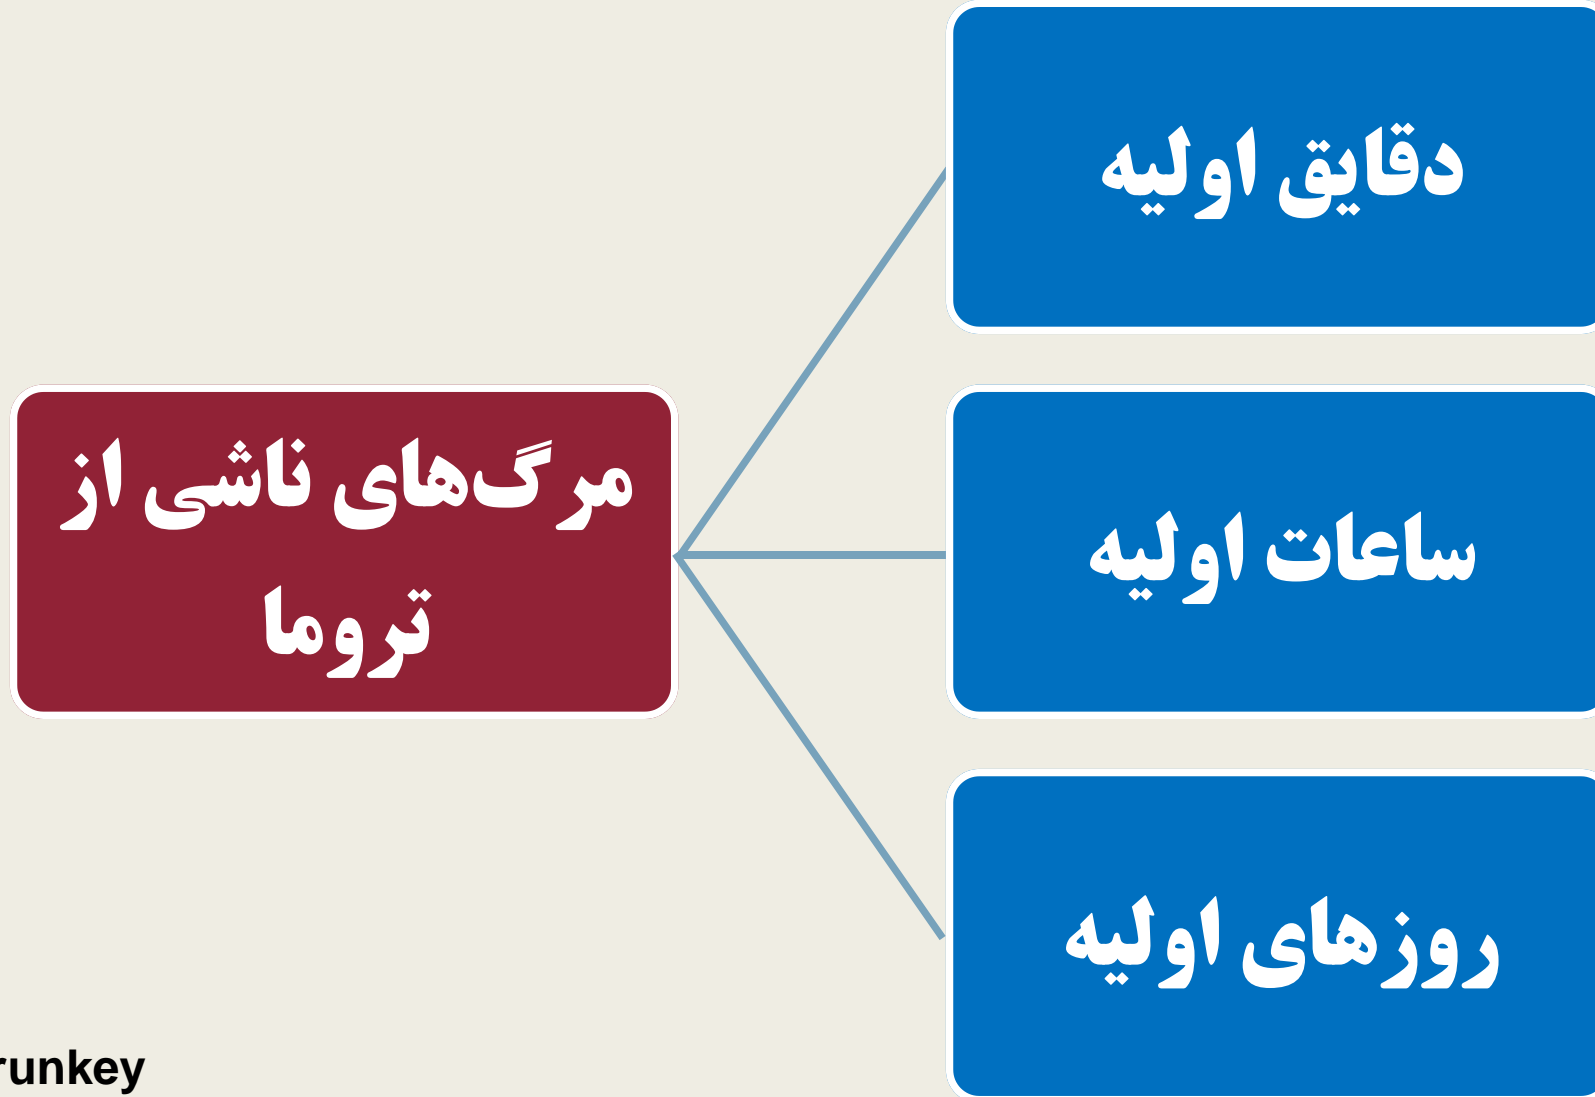 دقایق اولیه
مرگ‌های ناشی از
تروما
ساعات اولیه
روزهای اولیه
runkey